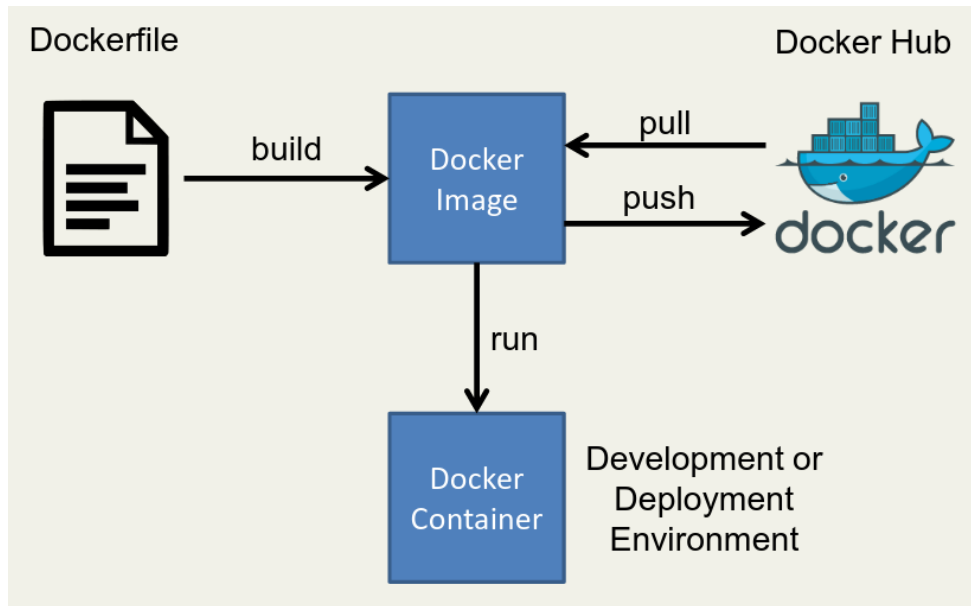 Dockerfile
Docker Hub
build
Docker
Image
pull
push
docker
run
Docker
Container
Development or
Deployment
Environment